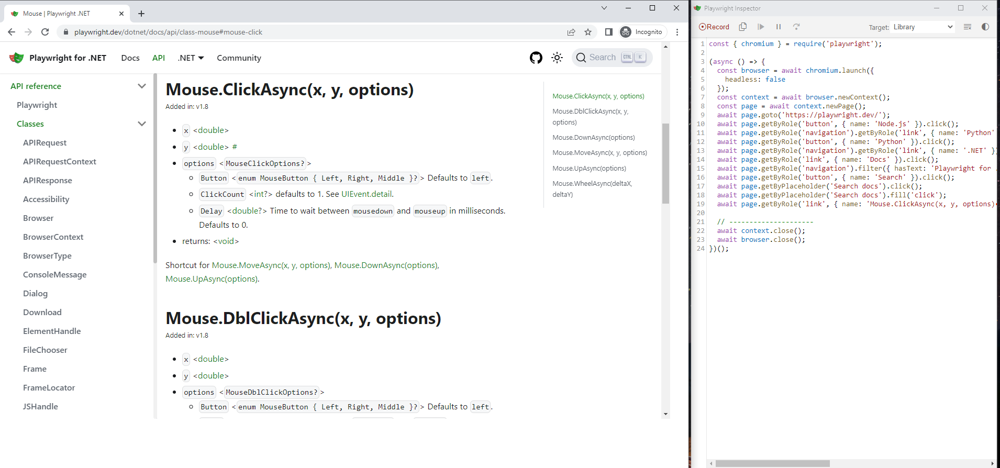 Mouse | Playwright .NET
playwright.dev/dotnet/docs/api/class-mouse#mouse-click
Incognito
Playwright for .NET
Docs
API
.NET
Community
Search
CTRL
K
API reference
Playwright
Classes
APIRequest
APIRequestContext
APIResponse
Accessibility
Browser
BrowserContext
BrowserType
ConsoleMessage
Dialog
Download
ElementHandle
FileChooser
Frame
FrameLocator
JSHandle
Mouse.ClickAsync(x, y, options)
Added in: v1.8
x <double>
y <double> #
options <MouseClickOptions?>
Button <enum MouseButton { Left, Right, Middle }?> Defaults to left.
ClickCount <int?> defaults to 1. See UIEvent.detail.
Delay <double?> Time to wait between mousedown and mouseup in milliseconds.
Defaults to 0.
returns: <void>
Shortcut for Mouse.MoveAsync(x, y, options), Mouse.DownAsync(options),
Mouse.UpAsync(options).
Mouse.DblClickAsync(x, y, options)
Added in: v1.8
x <double>
y <double>
options <MouseDblClickOptions?>
Button <enum MouseButton { Left, Right, Middle }?> Defaults to left.
Mouse.ClickAsync(x, y, options)
Mouse.DblClickAsync(x, y,
options)
Mouse.DownAsync(options)
Mouse.MoveAsync(x, y, options)
Mouse.UpAsync(options)
Mouse.WheelAsync(deltaX,
deltaY)
Playwright Inspector
Record
Target: Library
1 const { chromium } = require('playwright');
2
3 (async () => {
4 const browser = await chromium.launch({
5 headless: false
6 });
7 const context = await browser.newContext();
8 const page = await context.newPage();
9 await page.goto('https://playwright.dev/');
10 await page.getByRole('button', { name: 'Node.js' }).click();
11 await page.getByRole('navigation').getByRole('link', { name: 'Python'
12 await page.getByRole('button', { name: 'Python' }).click();
13 await page.getByRole('navigation').getByRole('link', { name: '.NET' }
14 await page.getByRole('link', { name: 'Docs' }).click();
15 await page.getByRole('navigation').filter({ hasText: 'Playwright for .
16 await page.getByRole('button', { name: 'Search' }).click();
17 await page.getByPlaceholder('Search docs').click();
18 await page.getByPlaceholder('Search docs').fill('click');
19 await page.getByRole('link', { name: 'Mouse.ClickAsync(x, y, options)
20
21 // ---------------------
22 await context.close();
23 await browser.close();
24 })();